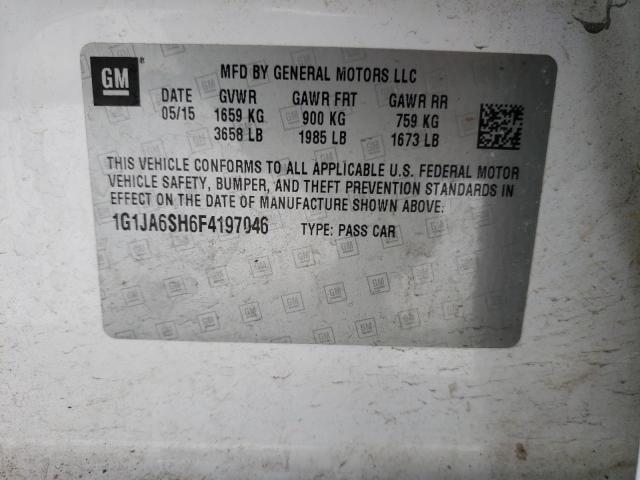 GM
MFD BY GENERAL MOTORS LLC
DATE GVWR GAWR FRT GAWR RR
05/15 1659 KG 900 KG 759 KG
3658 LB 1985 LB 1673 LB
THIS VEHICLE CONFORMS TO ALL APPLICABLE U.S. FEDERAL MOTOR
VEHICLE SAFETY, BUMPER, AND THEFT PREVENTION STANDARDS IN
EFFECT ON THE DATE OF MANUFACTURE SHOWN ABOVE.
1G1JA6SH6F4197046 TYPE: PASS CAR